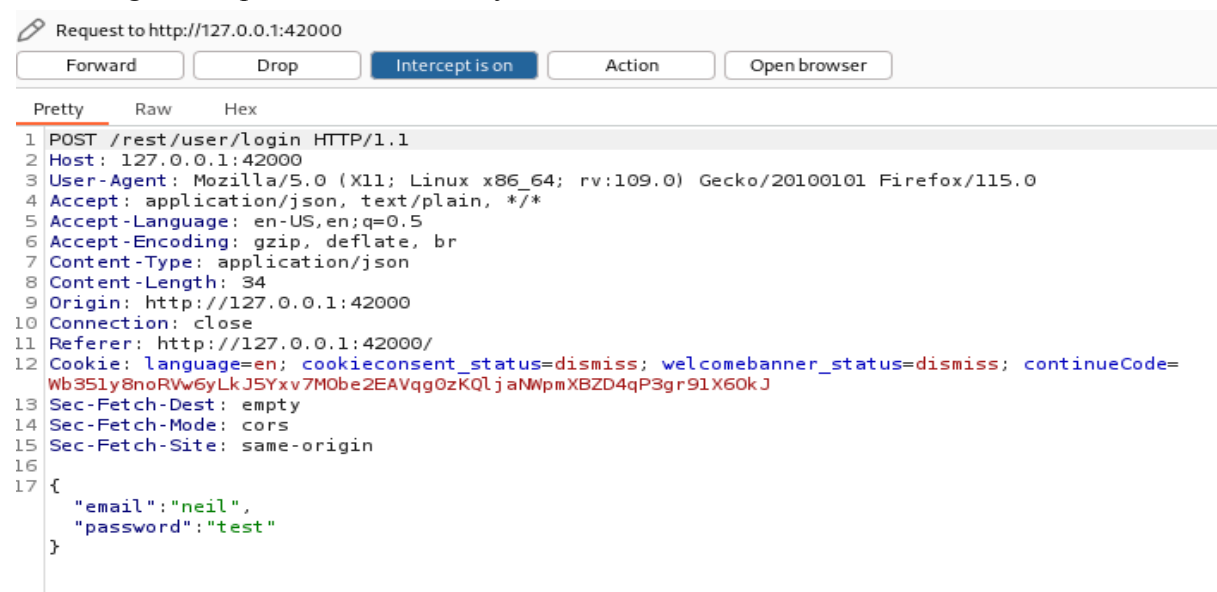 Request to http://127.0.0.1:42000
Forward Drop Intercept is on Action Open browser
Pretty Raw Hex
1 POST /rest/user/login HTTP/1.1
2 Host: 127.0.0.1:42000
3 User-Agent: Mozilla/5.0 (X11; Linux x86_64; rv:109.0) Gecko/20100101 Firefox/115.0
4 Accept: application/json, text/plain, */*
5 Accept-Language: en-US,en;q=0.5
6 Accept-Encoding: gzip, deflate, br
7 Content-Type: application/json
8 Content-Length: 34
9 Origin: http://127.0.0.1:42000
10 Connection: close
11 Referer: http://127.0.0.1:42000/
12 Cookie: language=en; cookieconsent_status=dismiss; welcomebanner_status=dismiss; continueCode=
Wb351y8noRVw6yLkJ5Yxv7MObe2EAVqg0zKQljaNWpmXBZD4qP3gr91X6OkJ
13 Sec-Fetch-Dest: empty
14 Sec-Fetch-Mode: cors
15 Sec-Fetch-Site: same-origin
16
17 {
"email":"neil",
"password":"test"
}